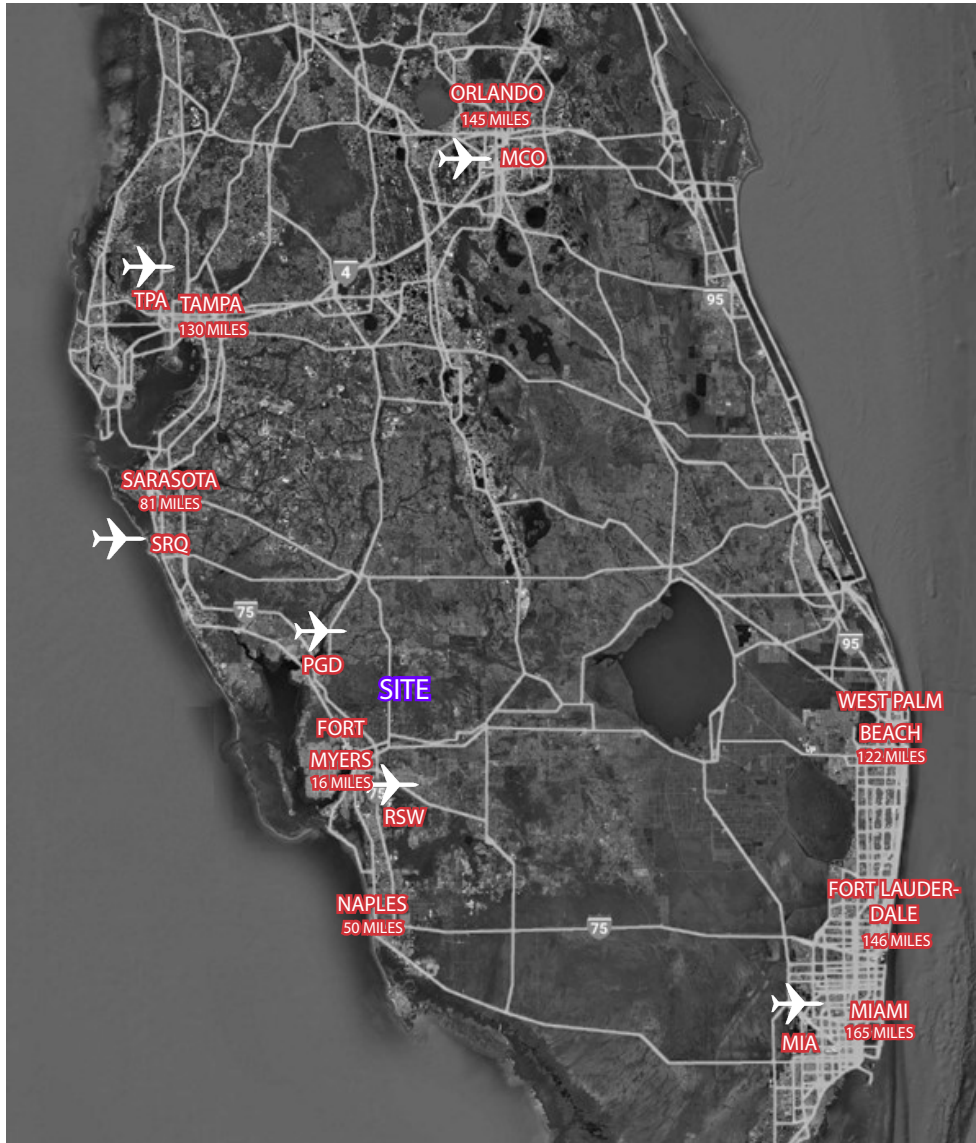 ORLANDO
145 MILES
MCO
4
TPA
TAMPA
130 MILES
95
SARASOTA
81 MILES
SRQ
75
PGD
95
SITE
WEST PALM
BEACH
122 MILES
FORT
MYERS
16 MILES
RSW
NAPLES
50 MILES
75
FORT LAUDER-
DALE
146 MILES
MIAMI
165 MILES
MIA